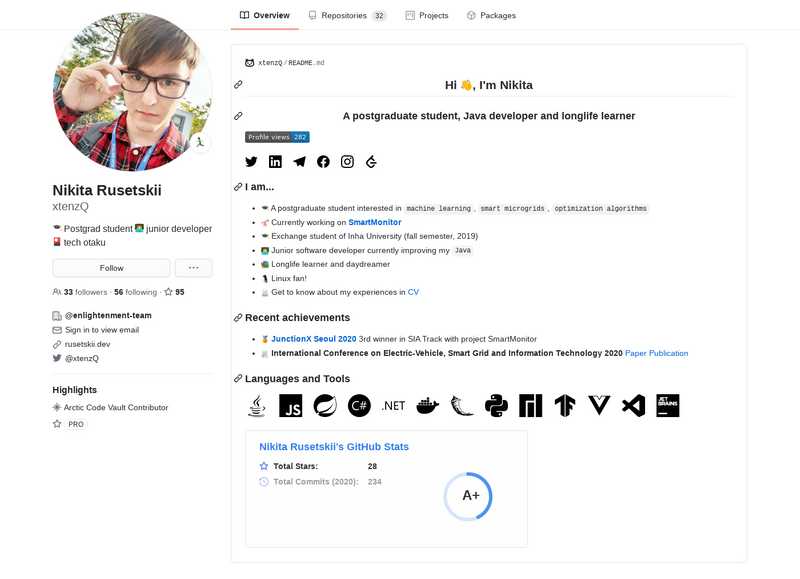 Overview Repositories 32 Projects Packages
Nikita Rusetskii
xtenzQ
Postgrad student junior developer
tech otaku
Follow ...
33 followers · 56 following · 95
@enlightenment-team
Sign in to view email
rusetskii.dev
@xtenzQ
Highlights
Arctic Code Vault Contributor
PRO
xtenzQ/README.md
Hi 👋, I'm Nikita
A postgraduate student, Java developer and longlife learner
Profile views 282
I am...
A postgraduate student interested in machine learning, smart microgrids, optimization algorithms
Currently working on SmartMonitor
Exchange student of Inha University (fall semester, 2019)
Junior software developer currently improving my Java
Longlife learner and daydreamer
Linux fan!
Get to know about my experiences in CV
Recent achievements
JunctionX Seoul 2020 3rd winner in SIA Track with project SmartMonitor
International Conference on Electric-Vehicle, Smart Grid and Information Technology 2020 Paper Publication
Languages and Tools
JS C# .NET JET BRAINS
Nikita Rusetskii's GitHub Stats
Total Stars: 28
Total Commits (2020): 234
A+